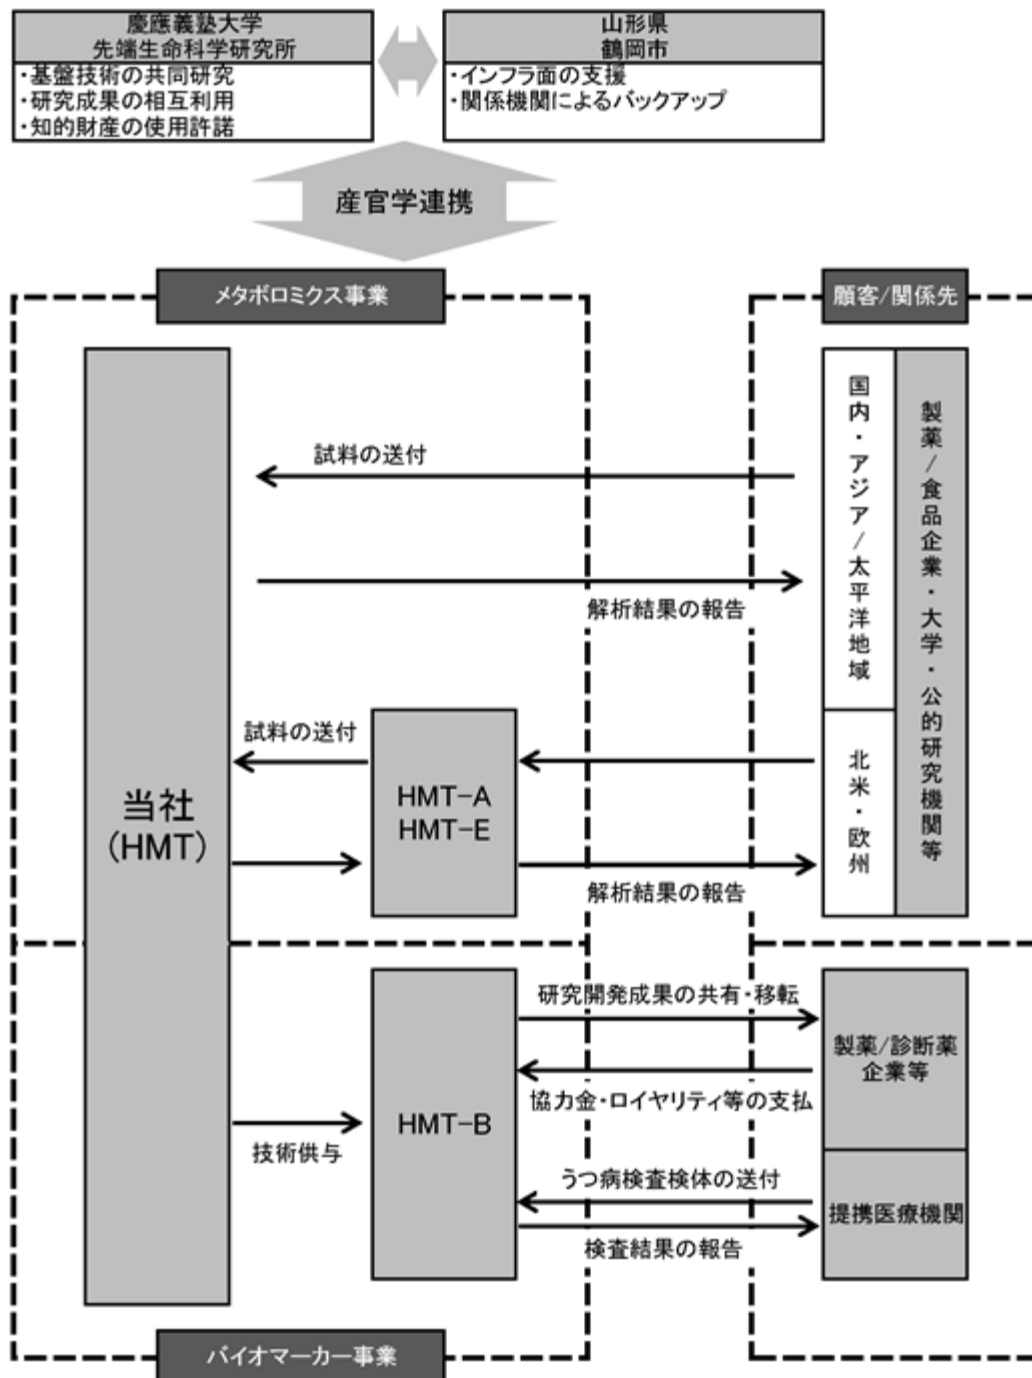 慶應義塾大学
先端生命科学研究所
・基盤技術の共同研究
・研究成果の相互利用
・知的財産の使用許諾
山形県
鶴岡市
・インフラ面の支援
・関係機関によるバックアップ
産官学連携
メタボロミクス事業
顧客/関係先
当社
(HMT)
試料の送付
解析結果の報告
国内・アジア/太平洋地域
製薬/食品企業・大学・公的研究機関等
試料の送付
HMT-A
HMT-E
解析結果の報告
北米・欧州
技術供与
HMT-B
研究開発成果の共有・移転
協力金・ロイヤリティ等の支払
製薬/診断薬
企業等
うつ病検査検体の送付
検査結果の報告
提携医療機関
バイオマーカー事業